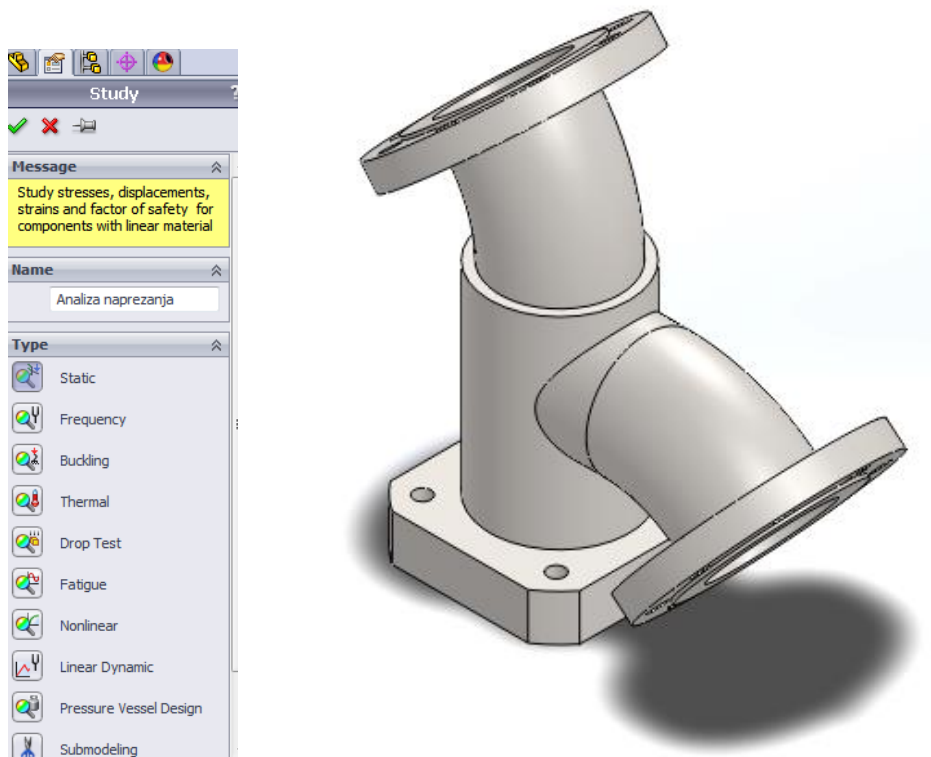 Study ?
Message
Study stresses, displacements,
strains and factor of safety for
components with linear material
Name
Analiza naprezanja
Type
Static
Frequency
Buckling
Thermal
Drop Test
Fatigue
Nonlinear
Linear Dynamic
Pressure Vessel Design
Submodeling